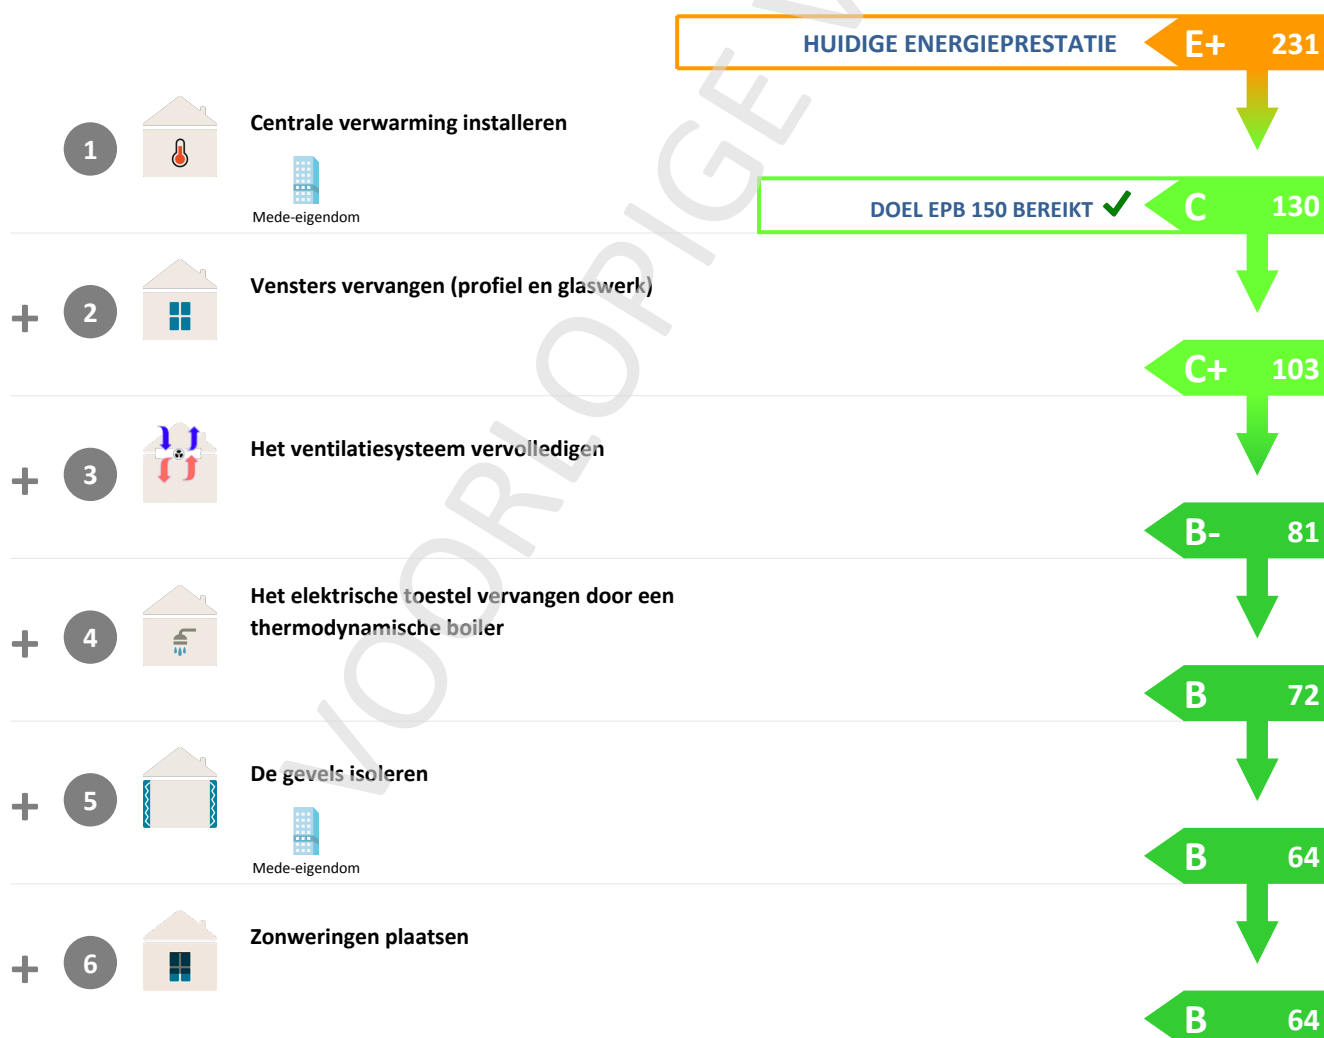 HUIDIGE ENERGIEPRESTATIE E+ 231
1 Centrale verwarming installeren
Mede-eigendom
DOEL EPB 150 BEREIKT ✔ C 130
+ 2 Vensters vervangen (profiel en glaswerk)
C+ 103
+ 3 Het ventilatiesysteem vervolledigen
B- 81
+ 4 Het elektrische toestel vervangen door een
thermodynamische boiler
B 72
+ 5 De gevels isoleren
Mede-eigendom
B 64
+ 6 Zonweringen plaatsen
B 64
VOORLOPIGE V